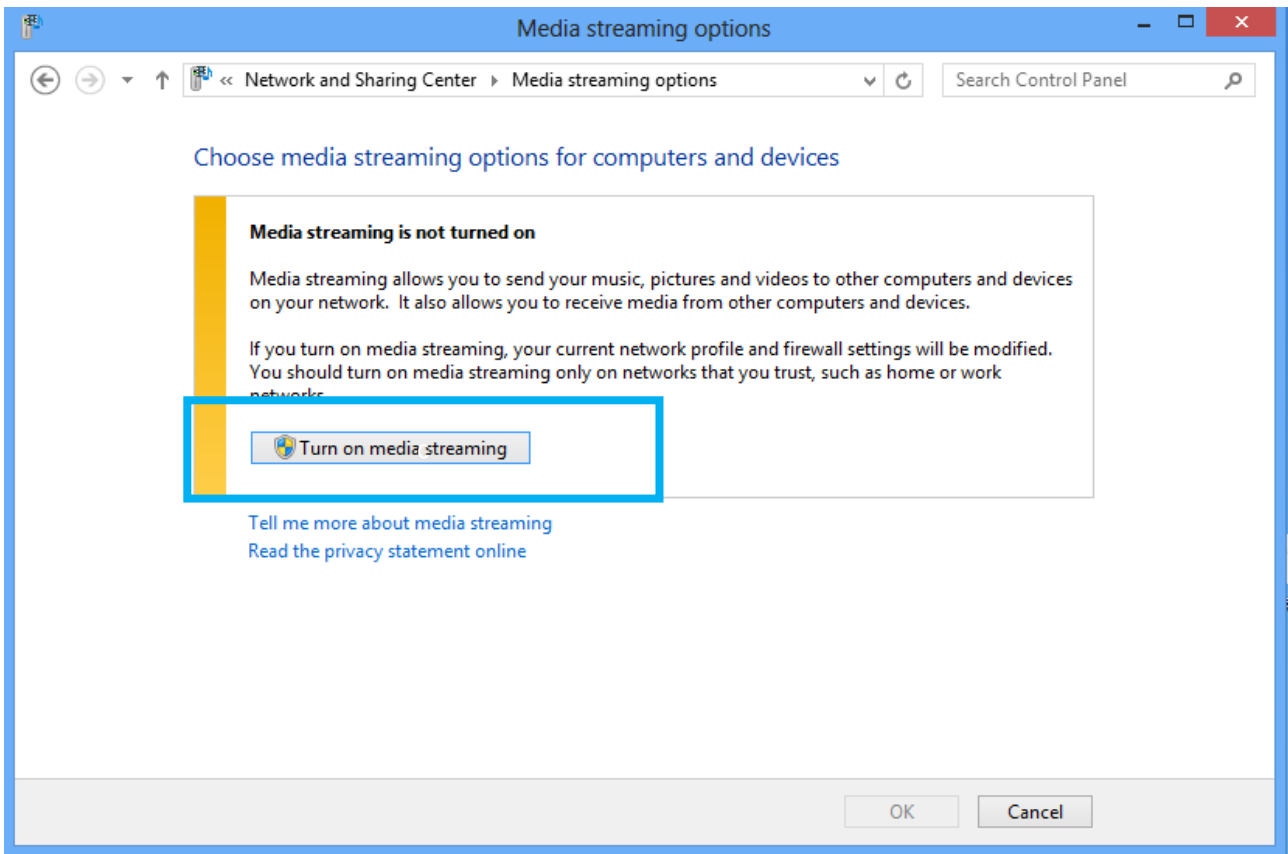 Media streaming options
« Network and Sharing Center Media streaming options Search Control Panel
Choose media streaming options for computers and devices
Media streaming is not turned on
Media streaming allows you to send your music, pictures and videos to other computers and devices
on your network. It also allows you to receive media from other computers and devices.
If you turn on media streaming, your current network profile and firewall settings will be modified.
You should turn on media streaming only on networks that you trust, such as home or work
networks.
Turn on media streaming
Tell me more about media streaming
Read the privacy statement online
OK Cancel